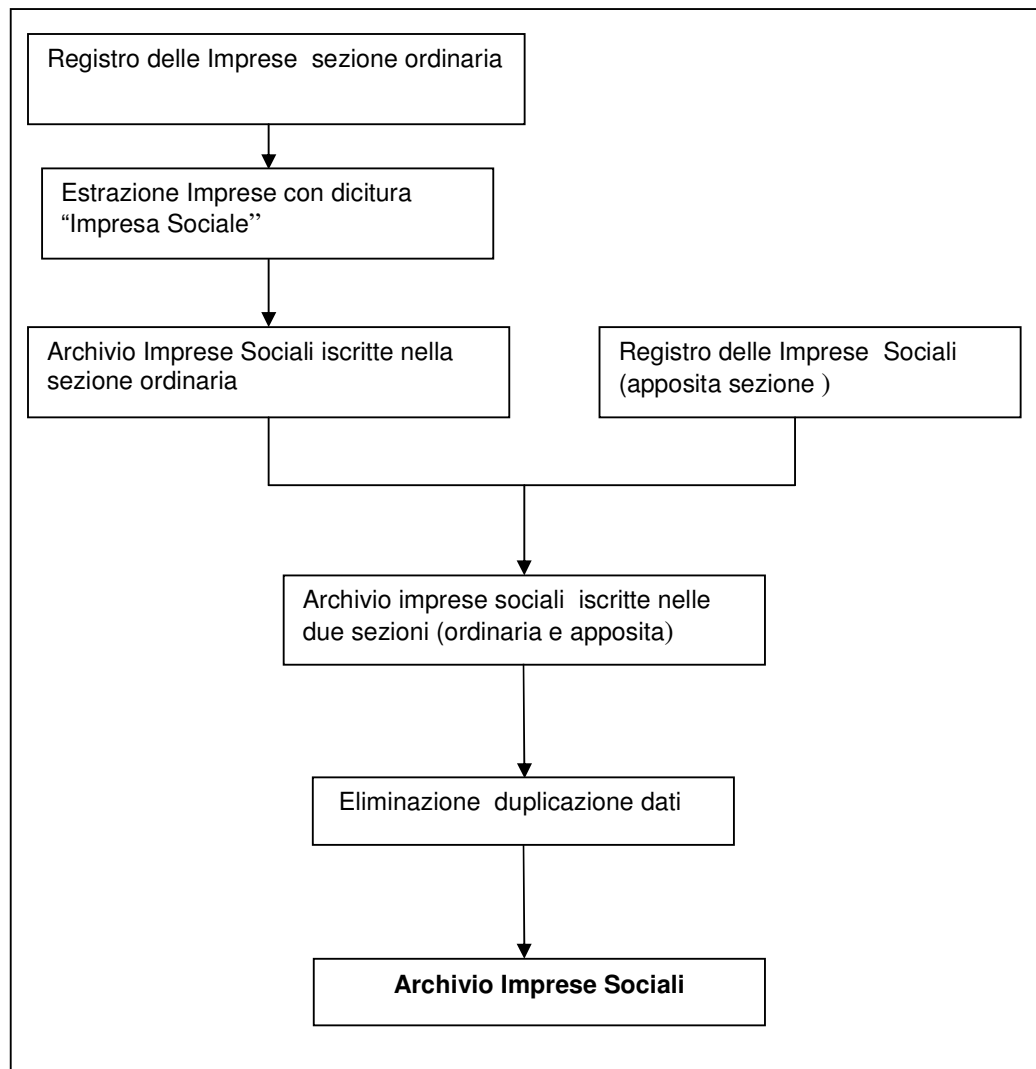 Registro delle Imprese  sezione ordinaria
Estrazione Imprese con dicitura
“Impresa Sociale”
Archivio Imprese Sociali iscritte nella
sezione ordinaria
Registro delle Imprese  Sociali
(apposita sezione )
Archivio imprese sociali  iscritte nelle
due sezioni (ordinaria e apposita)
Eliminazione  duplicazione dati
Archivio Imprese Sociali